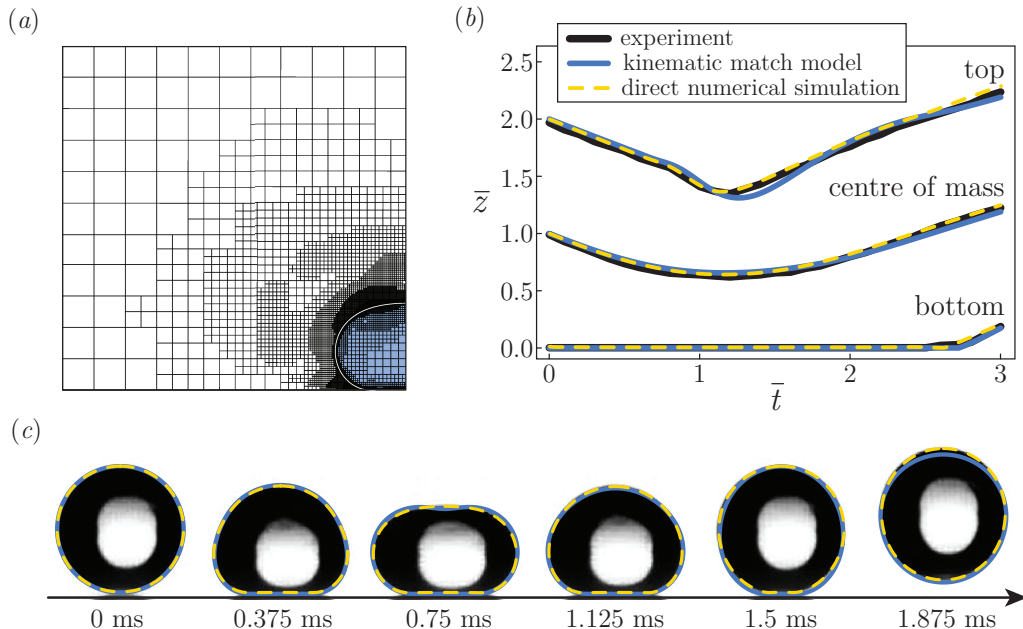 (a)
(b)
experiment
kinematic match model
direct numerical simulation
2.5
2.0
1.5
1.0
0.5
0.0
z̄
top
centre of mass
bottom
0
1
2
3
t̄
(c)
0 ms
0.375 ms
0.75 ms
1.125 ms
1.5 ms
1.875 ms